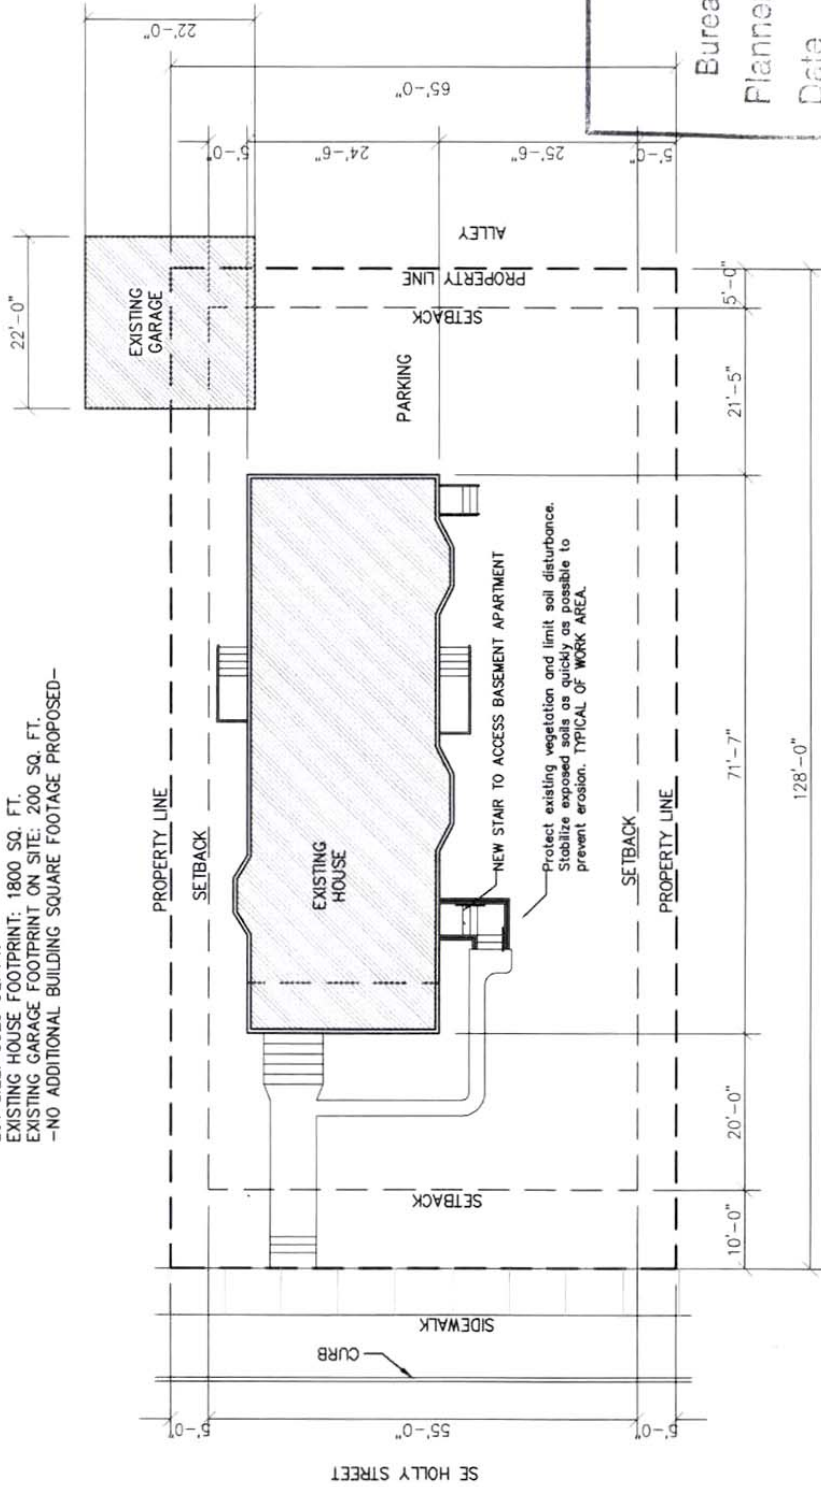 EXISTING HOUSE FOOTPRINT: 1800 SQ. FT.
EXISTING GARAGE FOOTPRINT ON SITE: 200 SQ. FT.
-NO ADDITIONAL BUILDING SQUARE FOOTAGE PROPOSED-
22'-0"
22'-0"
65'-0"
5'-0"
24'-6"
25'-6"
5'-0"
EXISTING
GARAGE
ALLEY
PROPERTY LINE
SETBACK
PARKING
PROPERTY LINE
SETBACK
EXISTING
HOUSE
NEW STAIR TO ACCESS BASEMENT APARTMENT
Protect existing vegetation and limit soil disturbance.
Stabilize exposed soils as quickly as possible to
prevent erosion. TYPICAL OF WORK AREA.
SETBACK
PROPERTY LINE
5'-0"
21'-5"
71'-7"
20'-0"
10'-0"
128'-0"
SETBACK
SIDEWALK
CURB
5'-0"
55'-0"
5'-0"
SE HOLLY STREET
Burea
Planne
Date